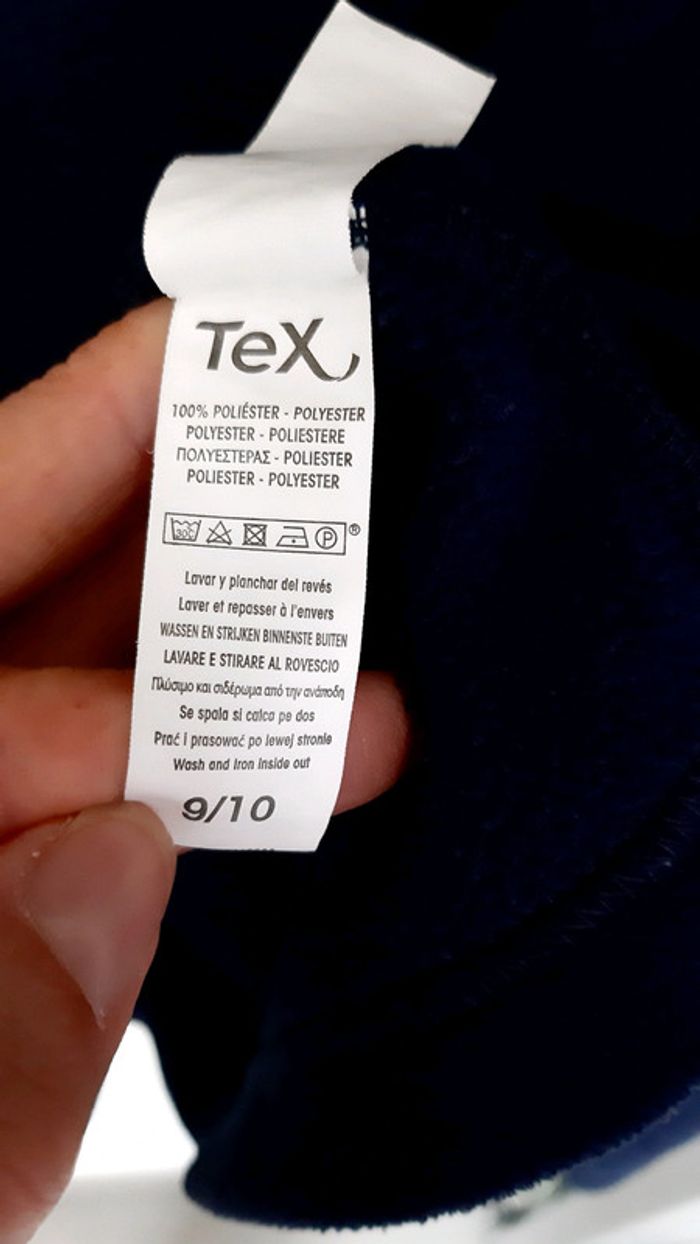 TeX
100% POLIÉSTER - POLYESTER
POLYESTER - POLIESTERE
ΠΟΛΥΕΣΤΕΡΑΣ - POLIESTER
POLIESTER - POLYESTER
30C P ®
Lavar y planchar del revés
Laver et repasser à l'envers
WASSEN EN STRIJKEN BINNENSTE BUITEN
LAVARE E STIRARE AL ROVESCIO
Πλύσιμο και σιδέρωμα από την ανάποδη
Se spala si calca pe dos
Prać i prasować po lewej stronie
Wash and iron inside out
9/10